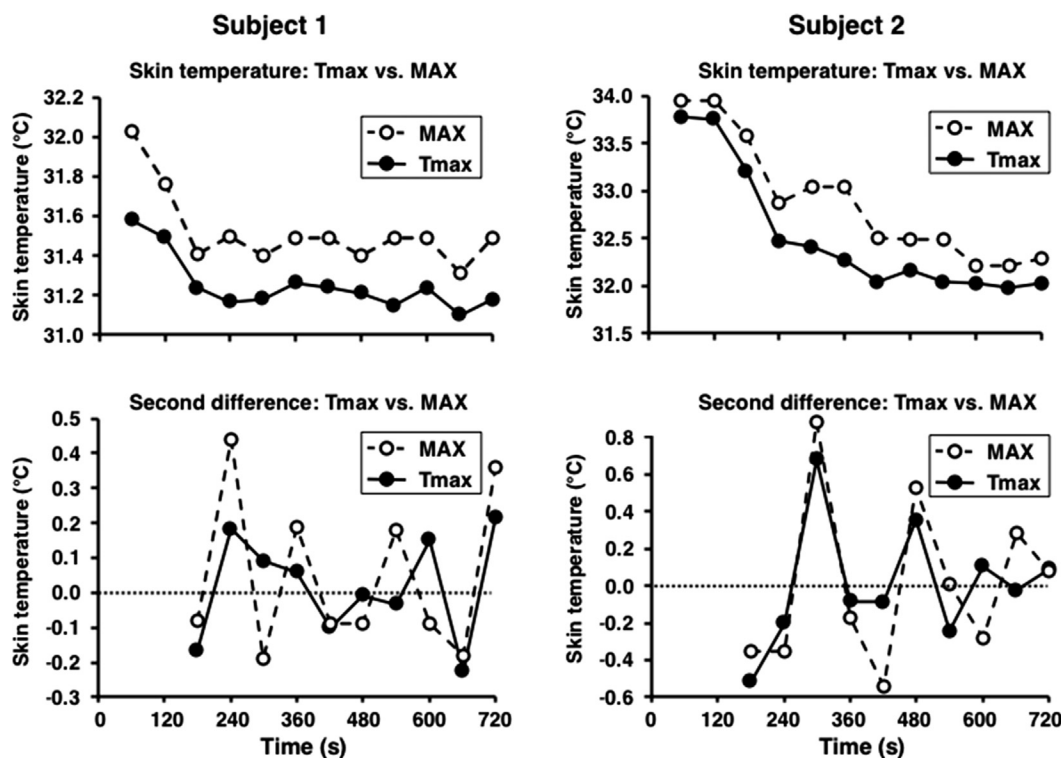 Subject 1
Skin temperature: Tmax vs. MAX
Skin temperature (°C)
32.2
32.0
31.8
31.6
31.4
31.2
31.0
MAX
Tmax
Subject 2
Skin temperature: Tmax vs. MAX
Skin temperature (°C)
34.0
33.5
33.0
32.5
32.0
31.5
MAX
Tmax
Second difference: Tmax vs. MAX
Skin temperature (°C)
0.5
0.4
0.3
0.2
0.1
0.0
-0.1
-0.2
-0.3
MAX
Tmax
0 120 240 360 480 600 720
Time (s)
Second difference: Tmax vs. MAX
Skin temperature (°C)
0.8
0.6
0.4
0.2
0.0
-0.2
-0.4
-0.6
MAX
Tmax
0 120 240 360 480 600 720
Time (s)